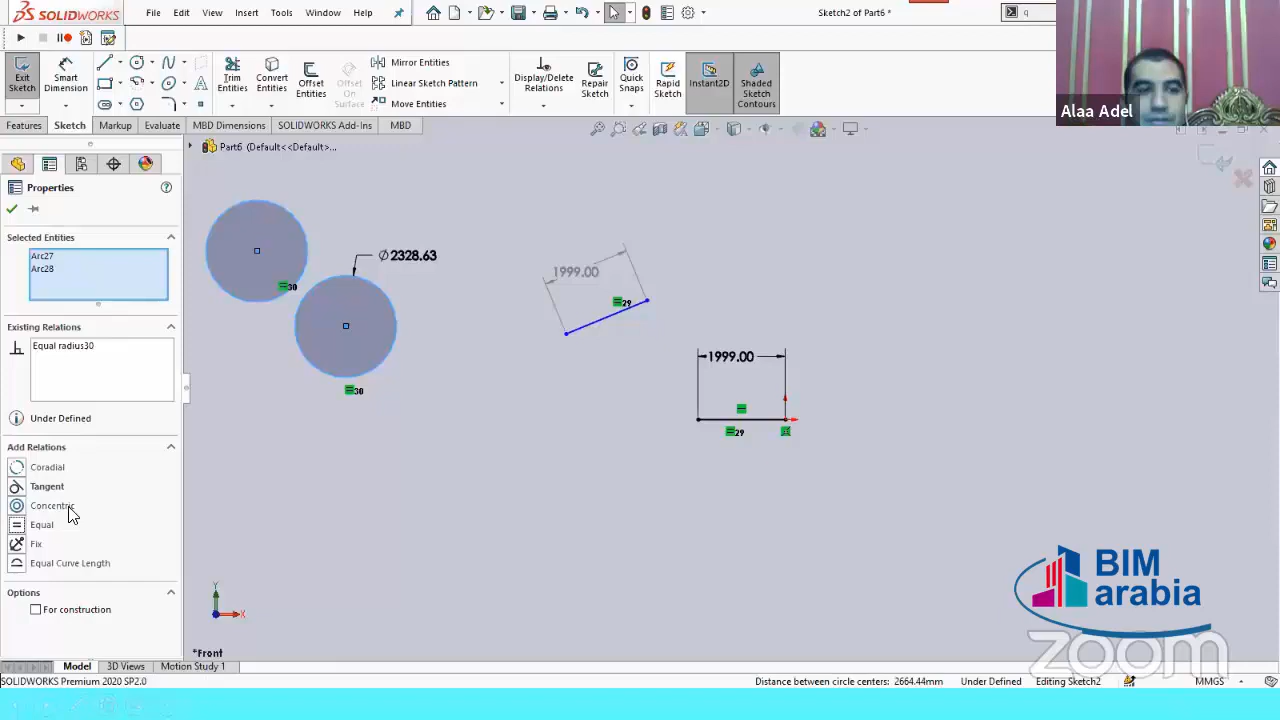 SOLIDWORKS
File Edit View Insert Tools Window Help
Sketch2 of Part6 *
q
Exit Sketch
Smart Dimension
Trim Entities
Convert Entities
Offset Entities
Offset On Surface
Mirror Entities
Linear Sketch Pattern
Move Entities
Display/Delete Relations
Repair Sketch
Quick Snaps
Rapid Sketch
Instant2D
Shaded Sketch Contours
Alaa Adel
Features Sketch Markup Evaluate MBD Dimensions SOLIDWORKS Add-Ins MBD
Part6 (Default<<Default>...
Properties
Selected Entities
Arc27
Arc28
Existing Relations
Equal radius30
Under Defined
Add Relations
Coradial
Tangent
Concentric
Equal
Fix
Equal Curve Length
Options
For construction
Ø2328.63
30
30
1999.00
29
1999.00
29
Y
X
*Front
BIM
arabia
zoom
Model 3D Views Motion Study 1
SOLIDWORKS Premium 2020 SP2.0
Distance between circle centers: 2664.44mm Under Defined Editing Sketch2 MMGS